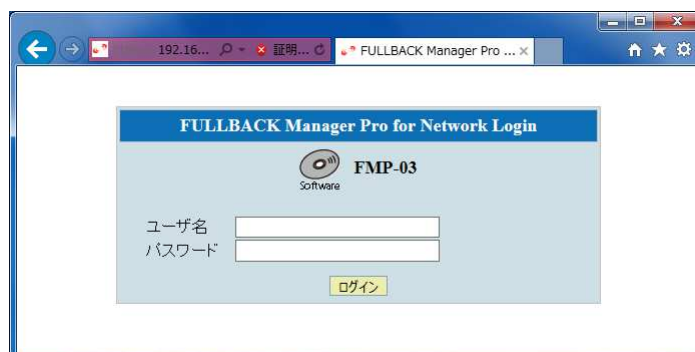 192.16... 証明... FULLBACK Manager Pro ...
FULLBACK Manager Pro for Network Login
FMP-03
Software
ユーザ名
パスワード
ログイン